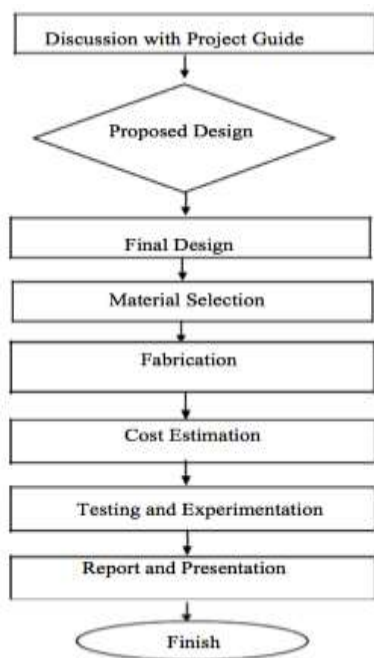 Discussion with Project Guide
Proposed Design
Final Design
Material Selection
Fabrication
Cost Estimation
Testing and Experimentation
Report and Presentation
Finish